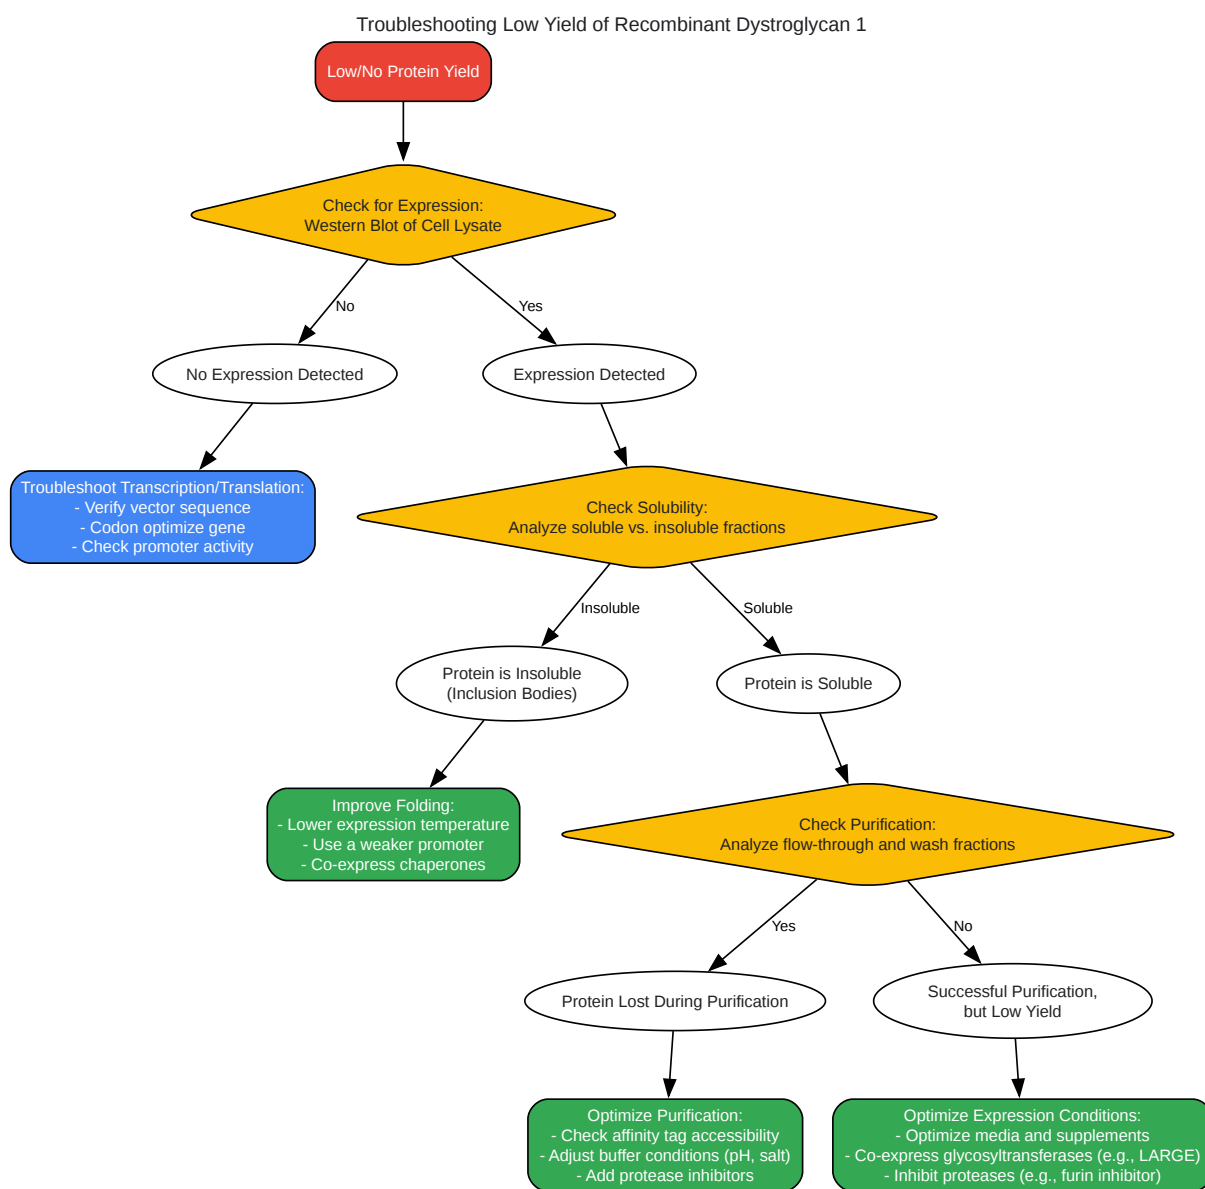 Troubleshooting Low Yield of Recombinant Dystroglycan 1
Low/No Protein Yield
Check for Expression:
Western Blot of Cell Lysate
No
Yes
No Expression Detected
Expression Detected
Troubleshoot Transcription/Translation:
- Verify vector sequence
- Codon optimize gene
- Check promoter activity
Check Solubility:
Analyze soluble vs. insoluble fractions
Insoluble
Soluble
Protein is Insoluble
(Inclusion Bodies)
Protein is Soluble
Improve Folding:
- Lower expression temperature
- Use a weaker promoter
- Co-express chaperones
Check Purification:
Analyze flow-through and wash fractions
Yes
No
Protein Lost During Purification
Successful Purification,
but Low Yield
Optimize Purification:
- Check affinity tag accessibility
- Adjust buffer conditions (pH, salt)
- Add protease inhibitors
Optimize Expression Conditions:
- Optimize media and supplements
- Co-express glycosyltransferases (e.g., LARGE)
- Inhibit proteases (e.g., furin inhibitor)